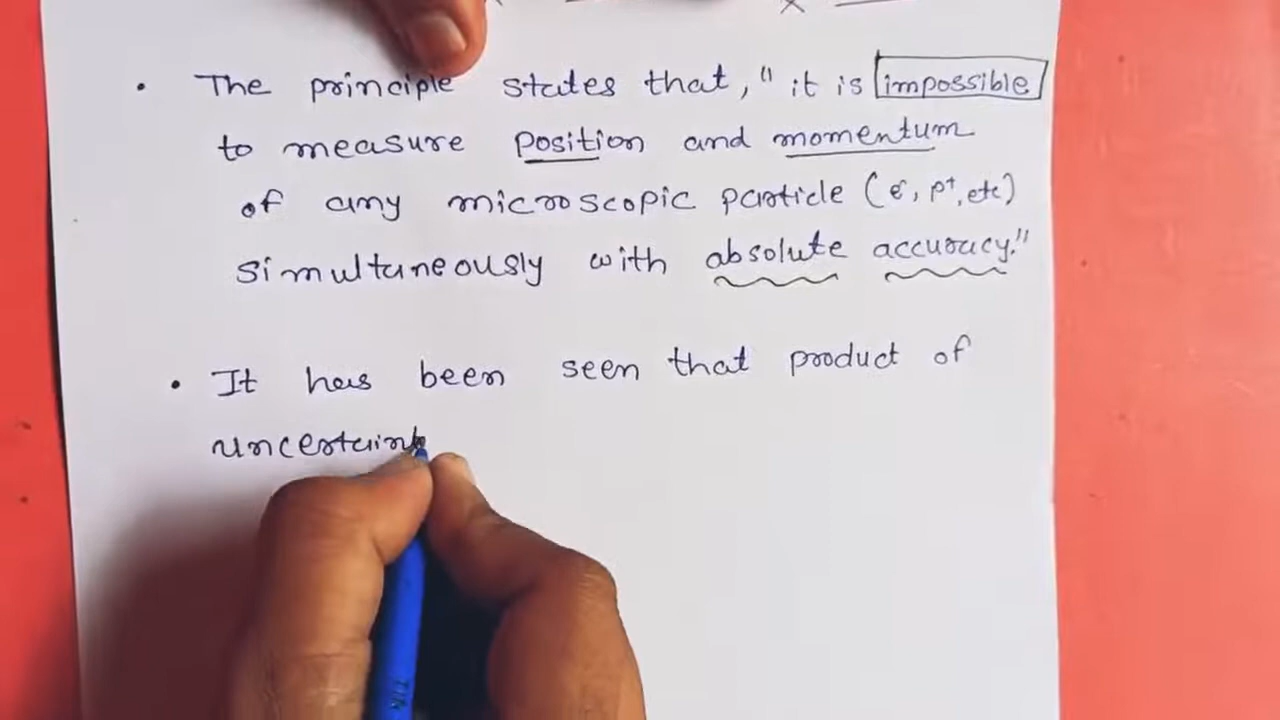 • The principle states that, " it is impossible
to measure position and momentum
of any microscopic particle (e⁻, p⁺, etc)
simultaneously with absolute accuracy."
• It has been seen that product of
uncertaint